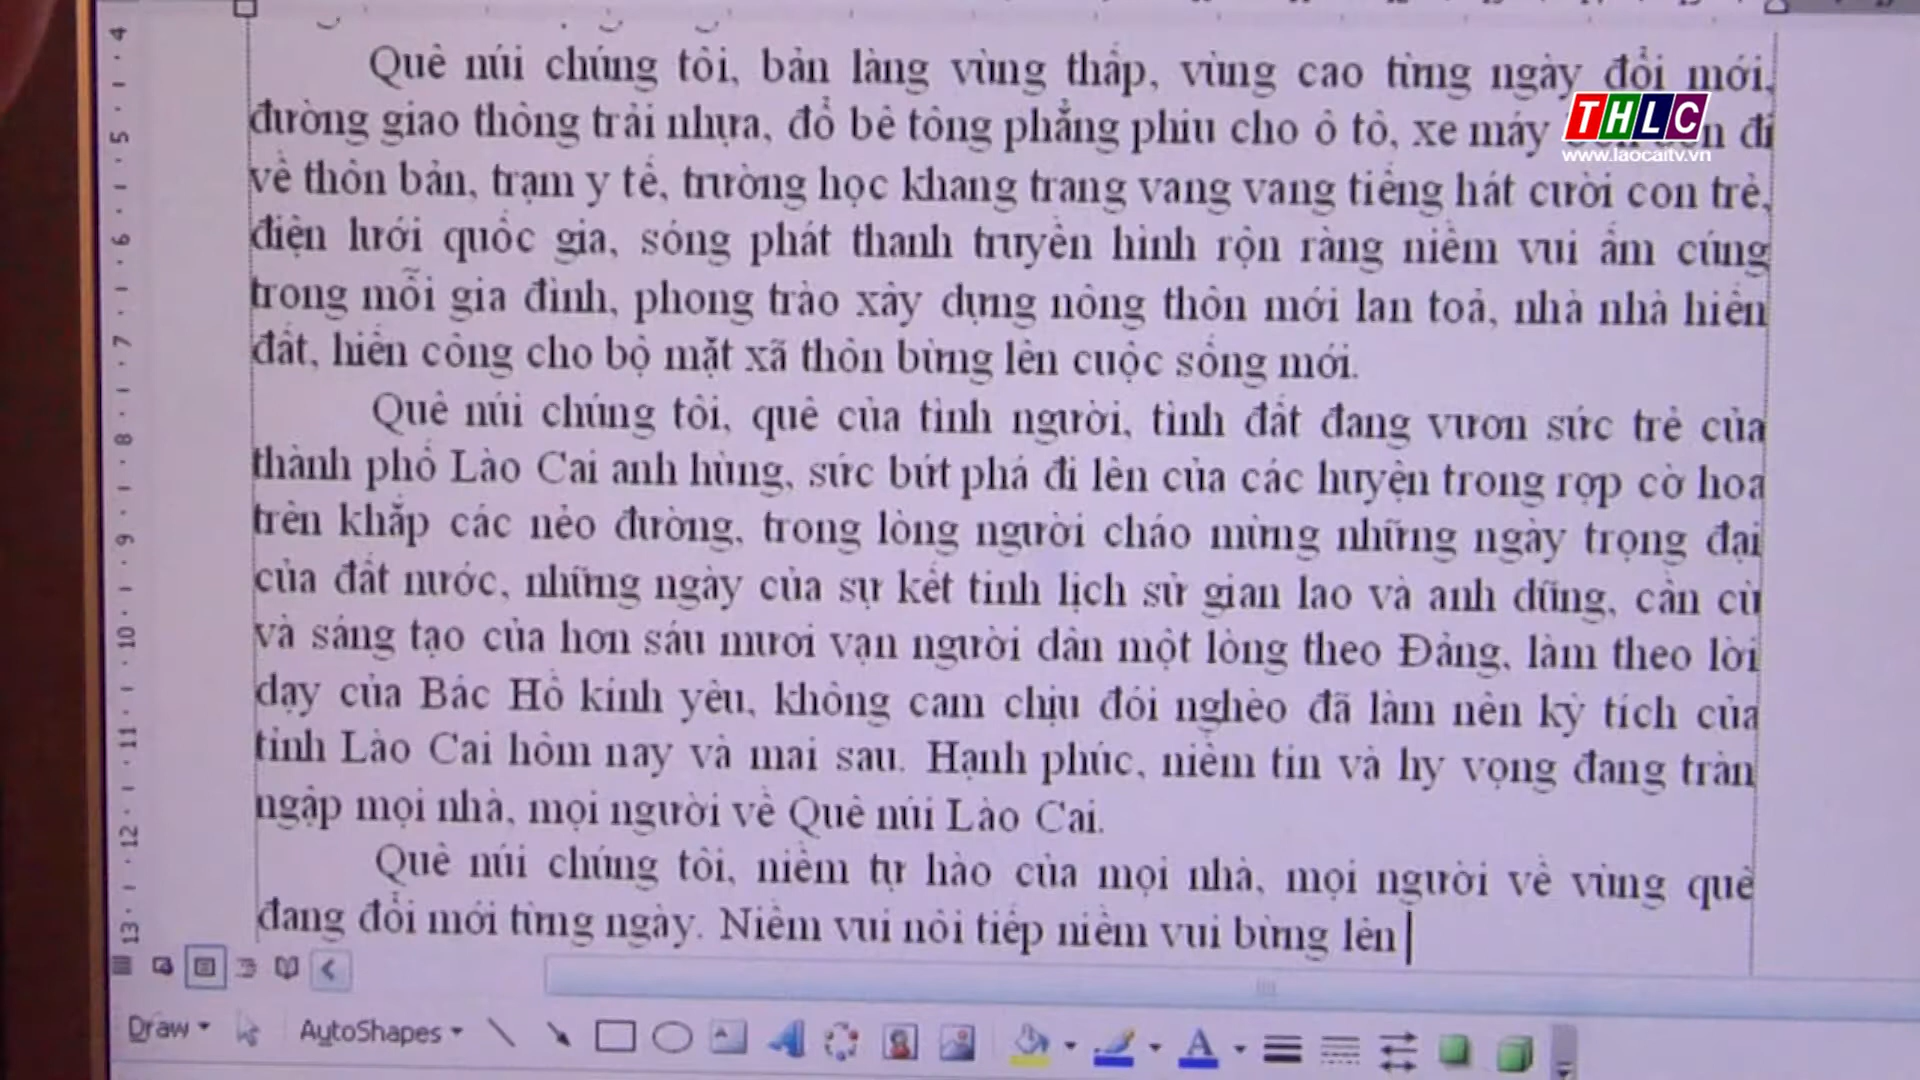 Quê núi chúng tôi, bản làng vùng thấp, vùng cao từng ngày đổi mới,
đường giao thông trải nhựa, đổ bê tông phẳng phiu cho ô tô, xe máy đi
THLC
www.laocaitv.vn
về thôn bản, trạm y tế, trường học khang trang vang vang tiếng hát cười con trẻ,
điện lưới quốc gia, sóng phát thanh truyền hình rộn ràng niềm vui ấm cúng
trong mỗi gia đình, phong trào xây dựng nông thôn mới lan toả, nhà nhà hiến
đất, hiến công cho bộ mặt xã thôn bừng lên cuộc sống mới.
Quê núi chúng tôi, quê của tình người, tình đất đang vươn sức trẻ của
thành phố Lào Cai anh hùng, sức bứt phá đi lên của các huyện trong rợp cờ hoa
trên khắp các nẻo đường, trong lòng người chào mừng những ngày trọng đại
của đất nước, những ngày của sự kết tinh lịch sử gian lao và anh dũng, cần cù
và sáng tạo của hơn sáu mươi vạn người dân một lòng theo Đảng, làm theo lời
dạy của Bác Hồ kính yêu, không cam chịu đói nghèo đã làm nên kỳ tích của
tỉnh Lào Cai hôm nay và mai sau. Hạnh phúc, niềm tin và hy vọng đang tràn
ngập mọi nhà, mọi người về Quê núi Lào Cai.
Quê núi chúng tôi, niềm tự hào của mọi nhà, mọi người về vùng quê
đang đổi mới từng ngày. Niềm vui nối tiếp niềm vui bừng lên
4 5 6 7 8 9 10 11 12 13
Draw AutoShapes